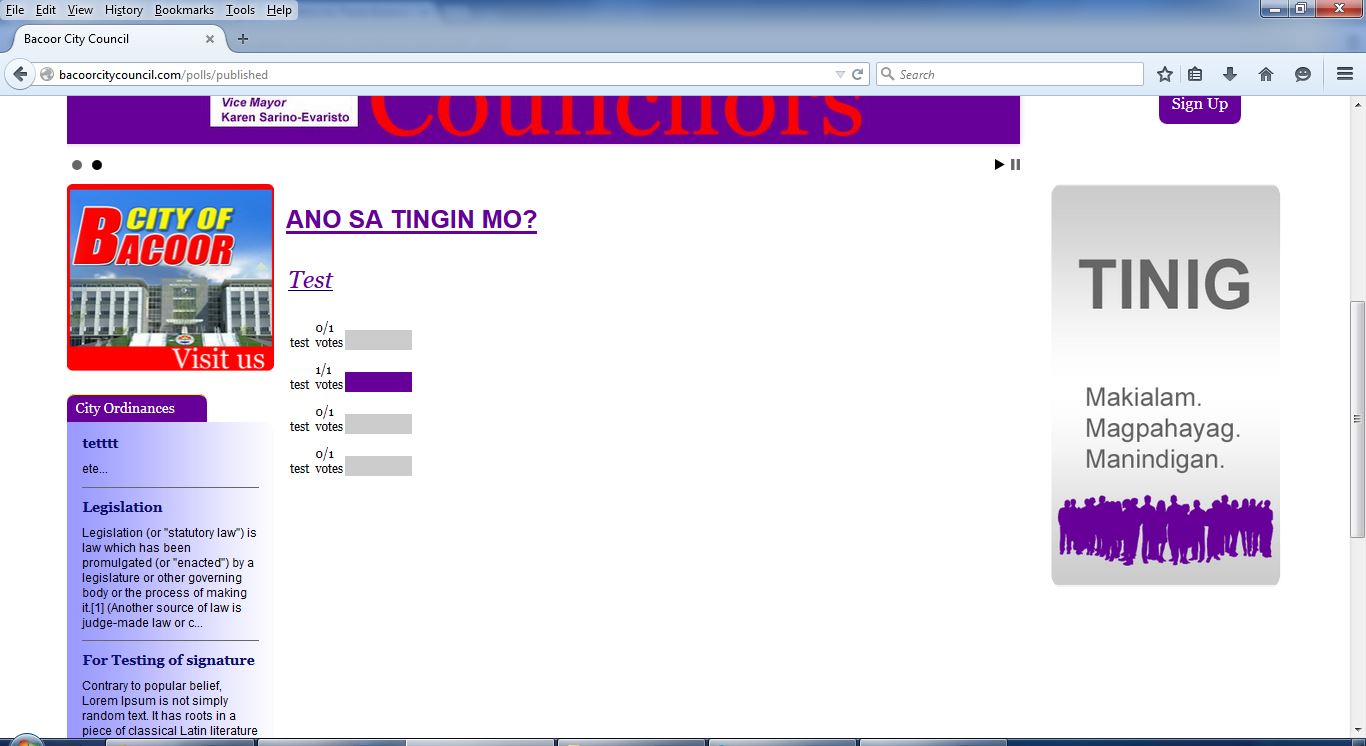 File Edit View History Bookmarks Tools Help
Bacoor City Council
bacoorcitycouncil.com/polls/published
Search
Vice Mayor
Karen Sarino-Evaristo
Councilors
Sign Up
CITY OF
BACOOR
Visit us
City Ordinances
tetttt
ete...
Legislation
Legislation (or "statutory law") is
law which has been
promulgated (or "enacted") by a
legislature or other governing
body or the process of making
it.[1] (Another source of law is
judge-made law or c...
For Testing of signature
Contrary to popular belief,
Lorem Ipsum is not simply
random text. It has roots in a
piece of classical Latin literature
ANO SA TINGIN MO?
Test
0/1
test votes
1/1
test votes
0/1
test votes
0/1
test votes
TINIG
Makialam.
Magpahayag.
Manindigan.